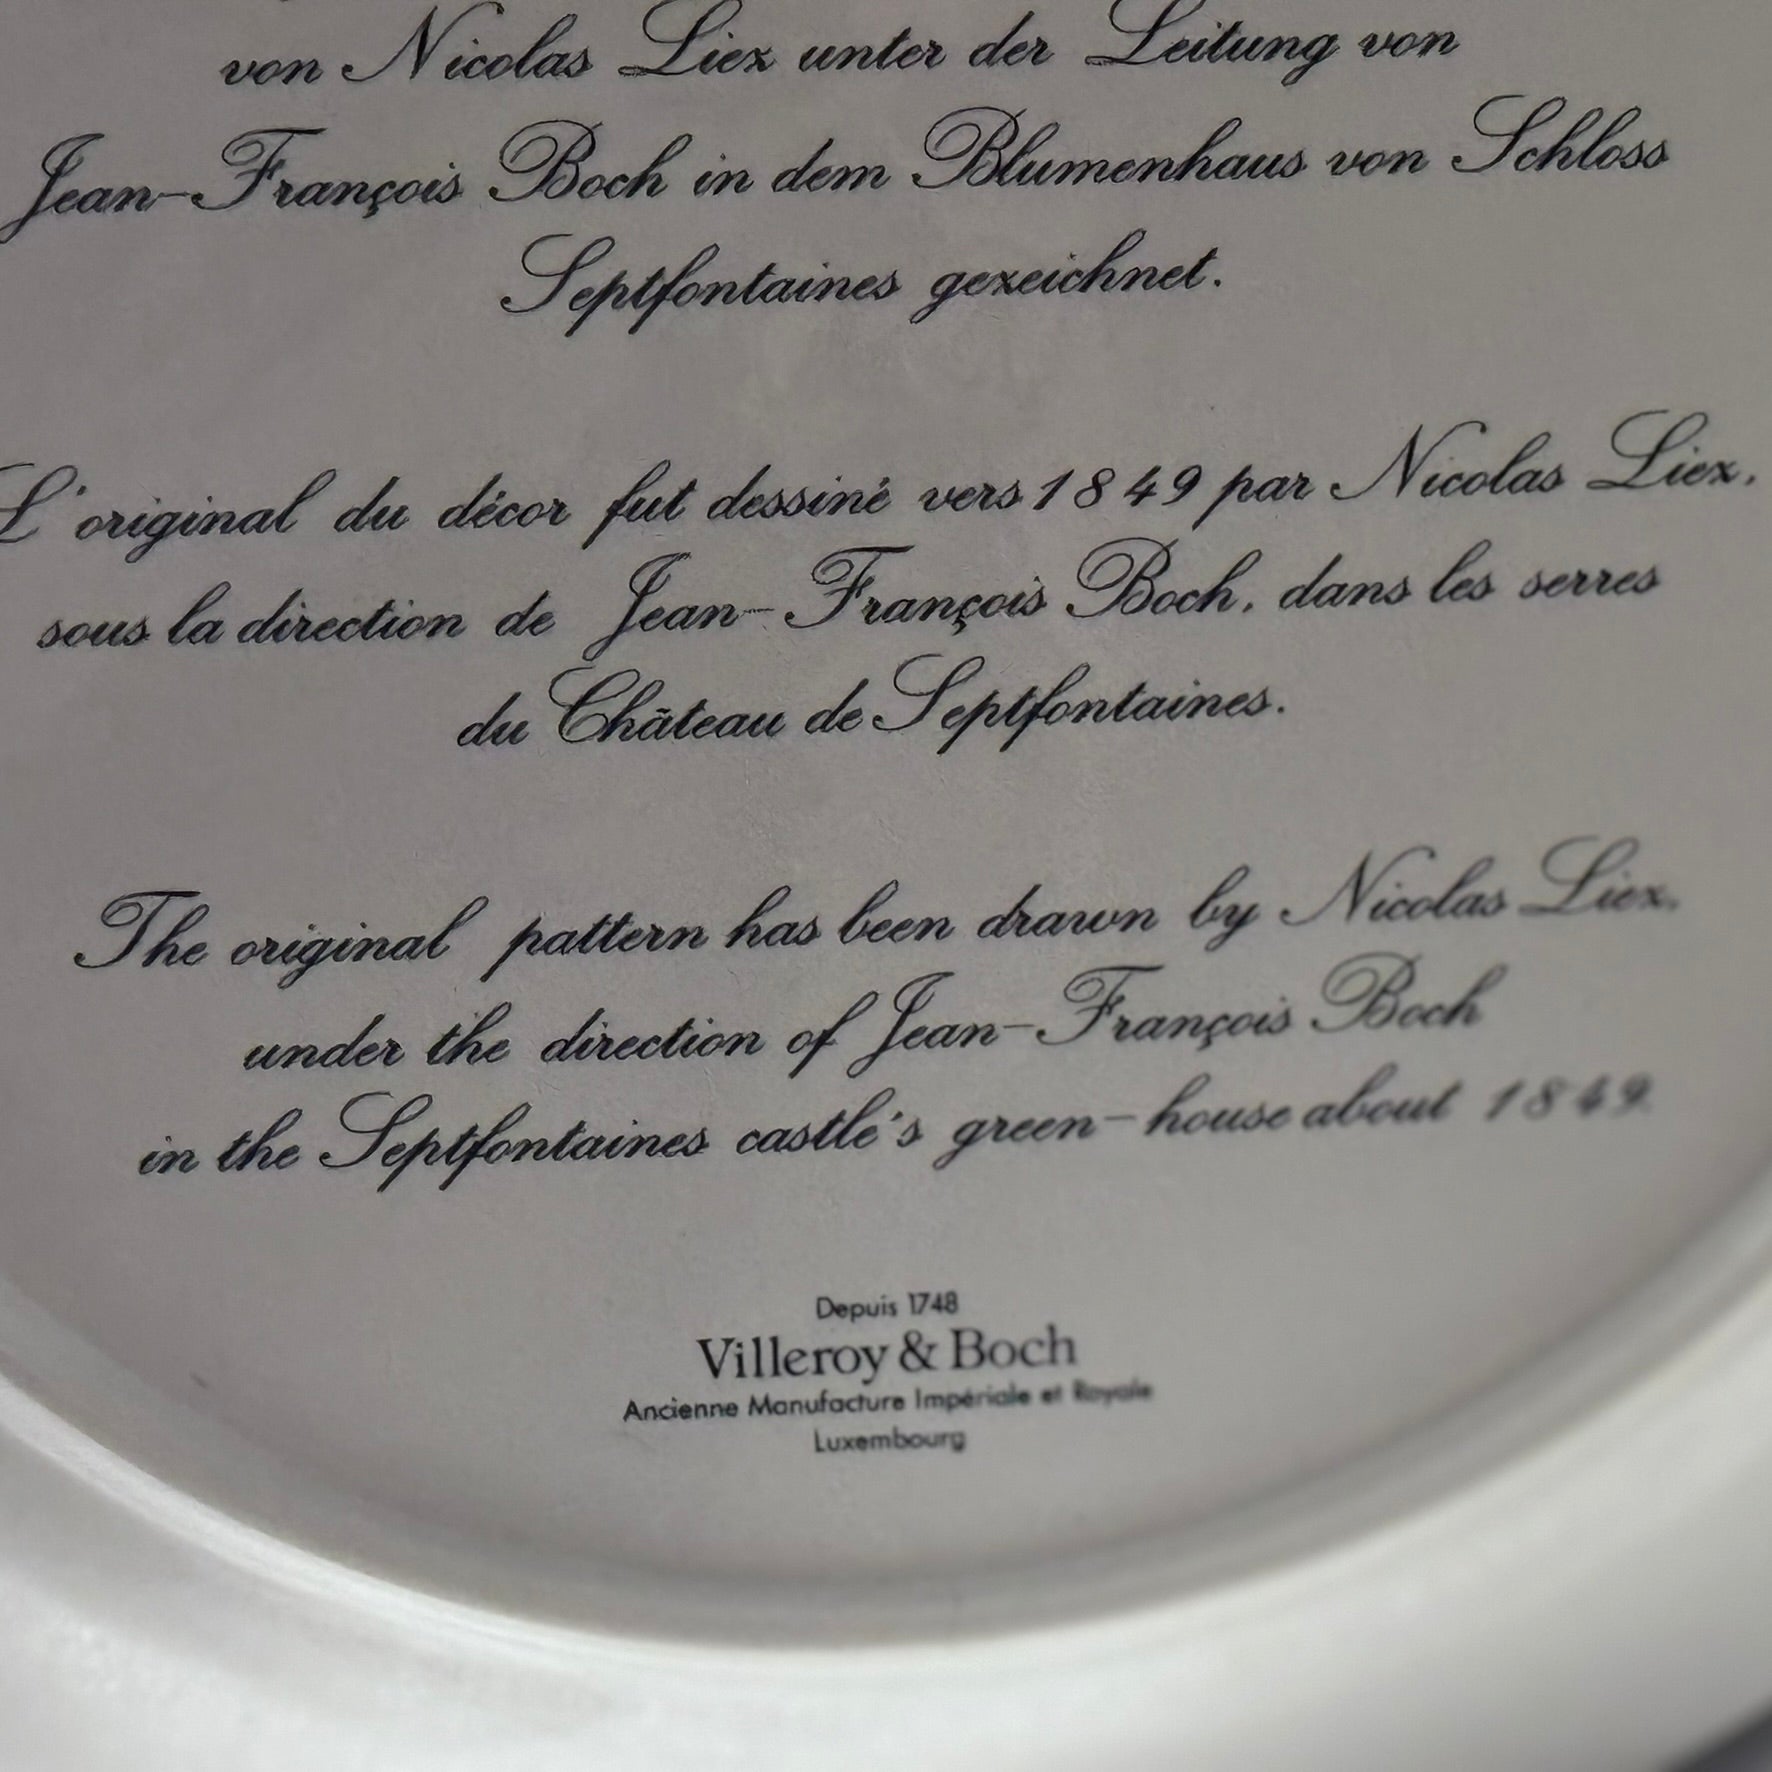 von Nicolas Liez unter der Leitung von
Jean-François Boch in dem Blumenhaus von Schloss
Septfontaines gezeichnet.
L'original du décor fut dessiné vers 1849 par Nicolas Liez,
sous la direction de Jean-François Boch, dans les serres
du Château de Septfontaines.
The original pattern has been drawn by Nicolas Liez,
under the direction of Jean-François Boch
in the Septfontaines castle's green-house about 1849.
Depuis 1748
Villeroy & Boch
Ancienne Manufacture Impériale et Royale
Luxembourg